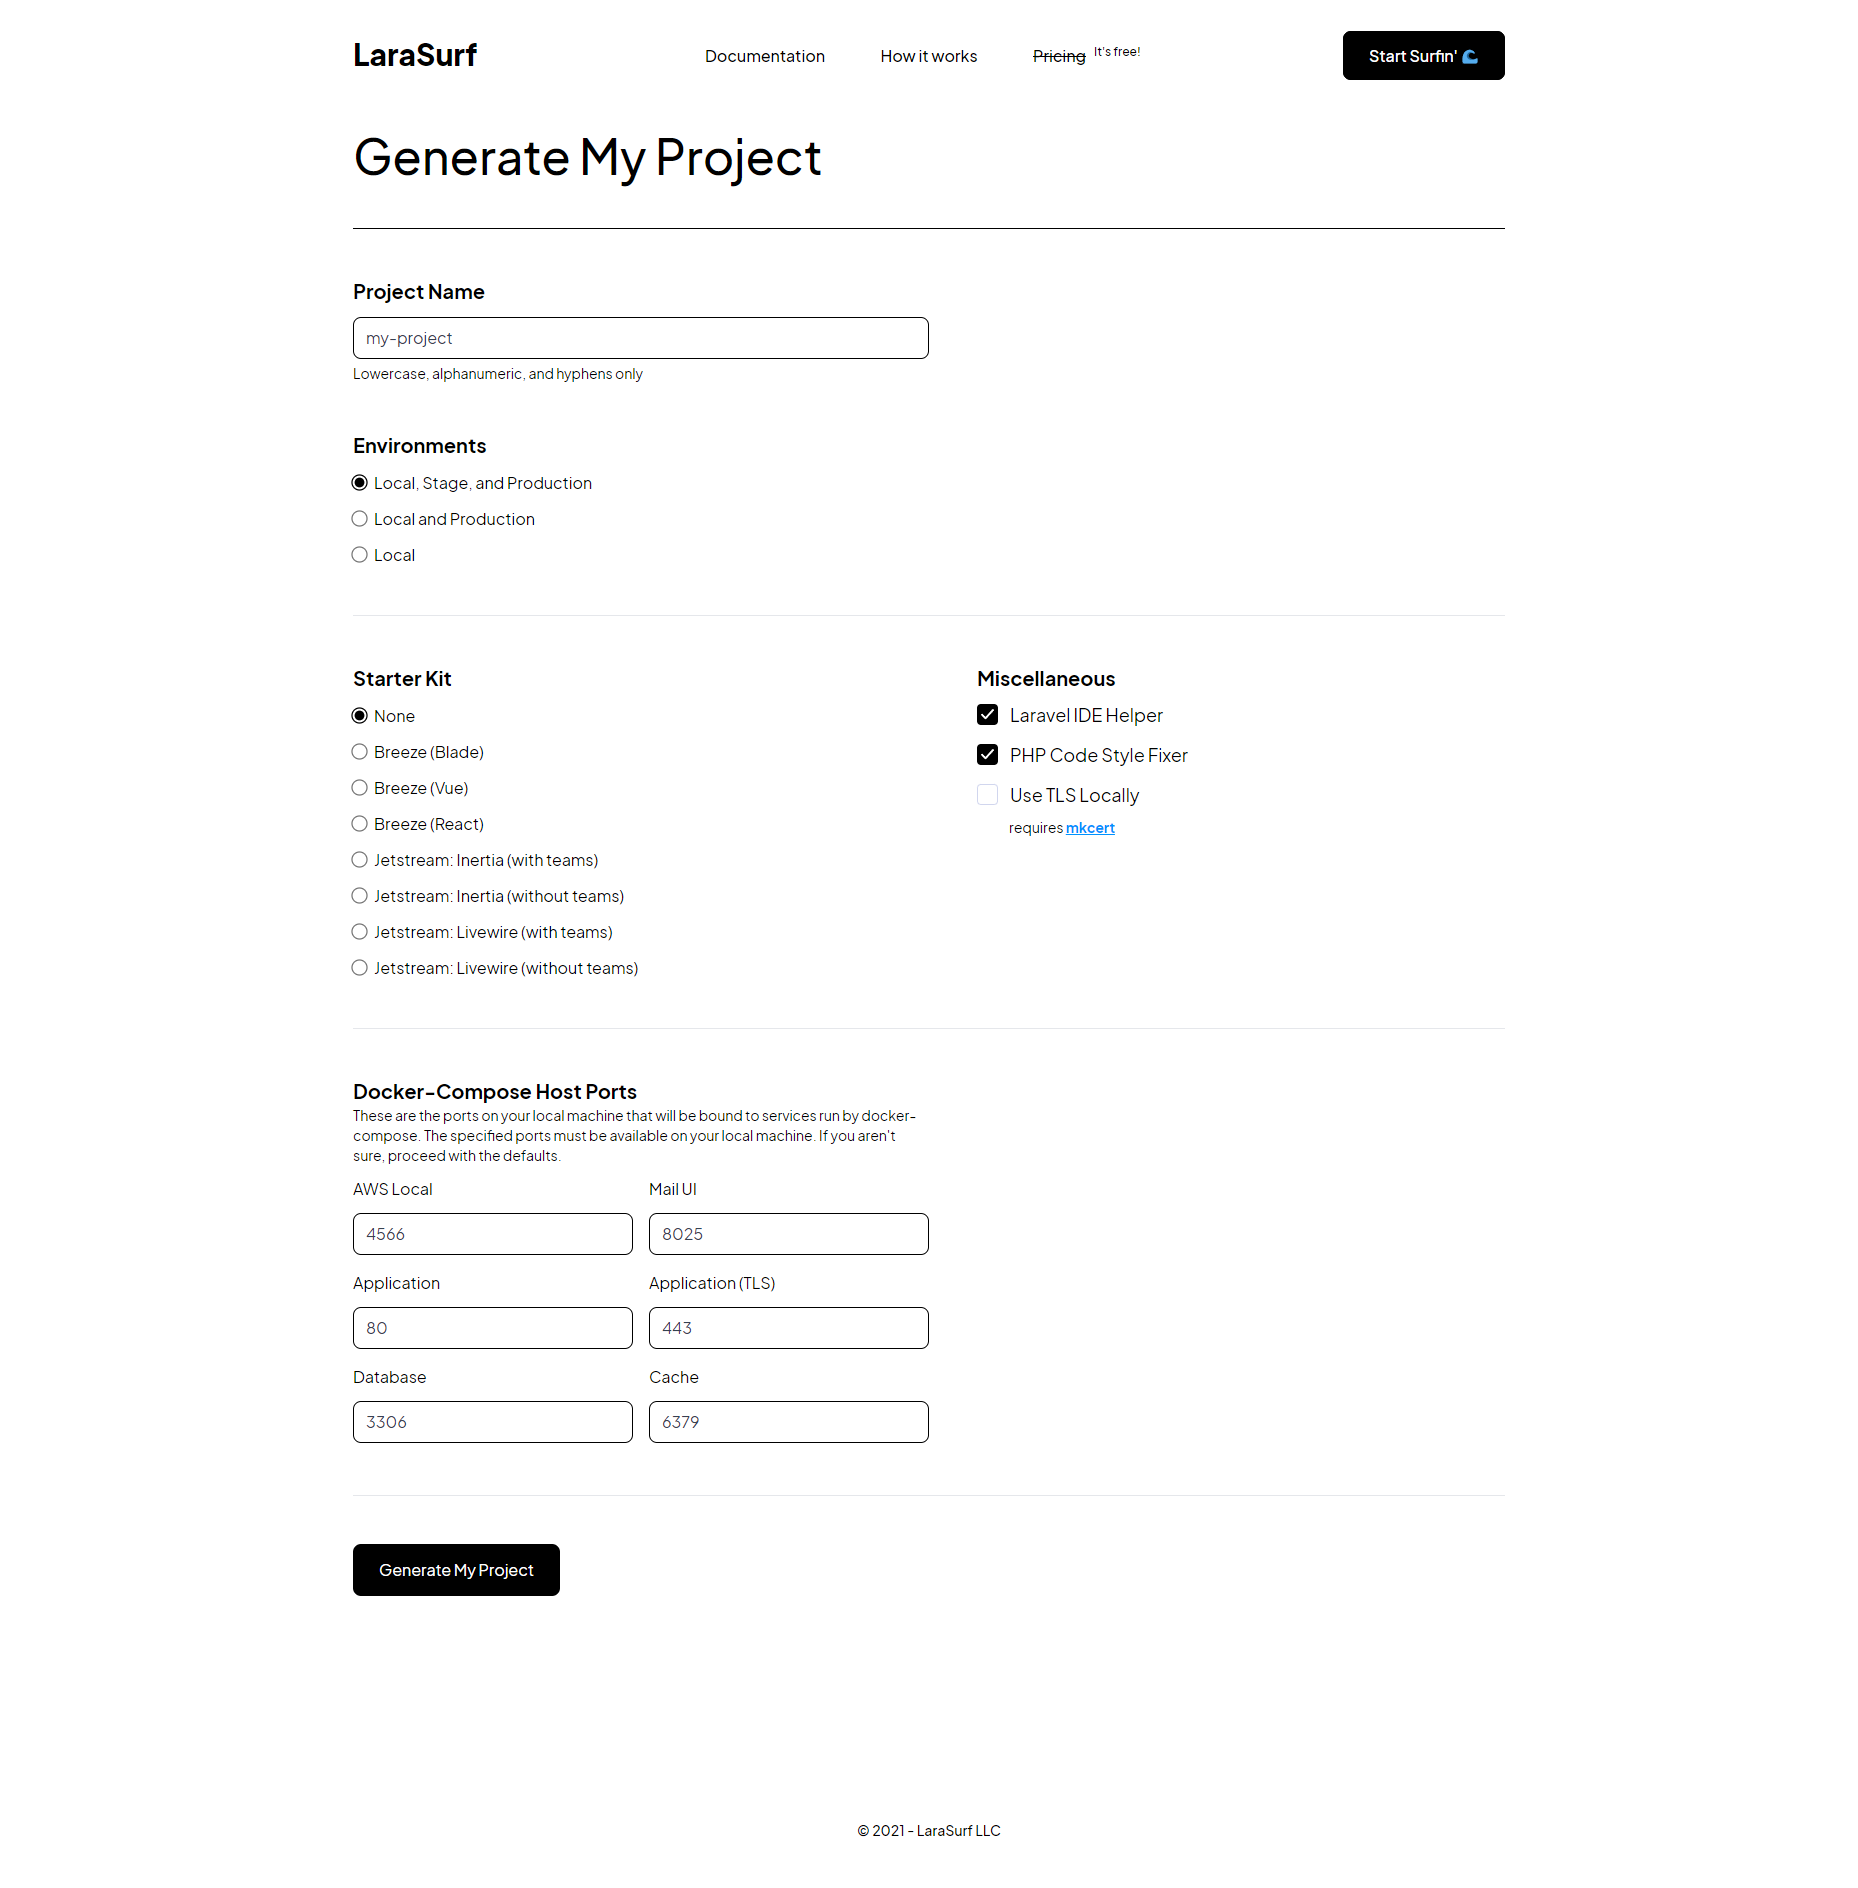 LaraSurf
Documentation
How it works
Pricing It's free!
Start Surfin' 🌊
Generate My Project
Project Name
my-project
Lowercase, alphanumeric, and hyphens only
Environments
Local, Stage, and Production
Local and Production
Local
Starter Kit
None
Breeze (Blade)
Breeze (Vue)
Breeze (React)
Jetstream: Inertia (with teams)
Jetstream: Inertia (without teams)
Jetstream: Livewire (with teams)
Jetstream: Livewire (without teams)
Miscellaneous
Laravel IDE Helper
PHP Code Style Fixer
Use TLS Locally
requires mkcert
Docker-Compose Host Ports
These are the ports on your local machine that will be bound to services run by docker-
compose. The specified ports must be available on your local machine. If you aren't
sure, proceed with the defaults.
AWS Local
4566
Mail UI
8025
Application
80
Application (TLS)
443
Database
3306
Cache
6379
Generate My Project
© 2021 - LaraSurf LLC